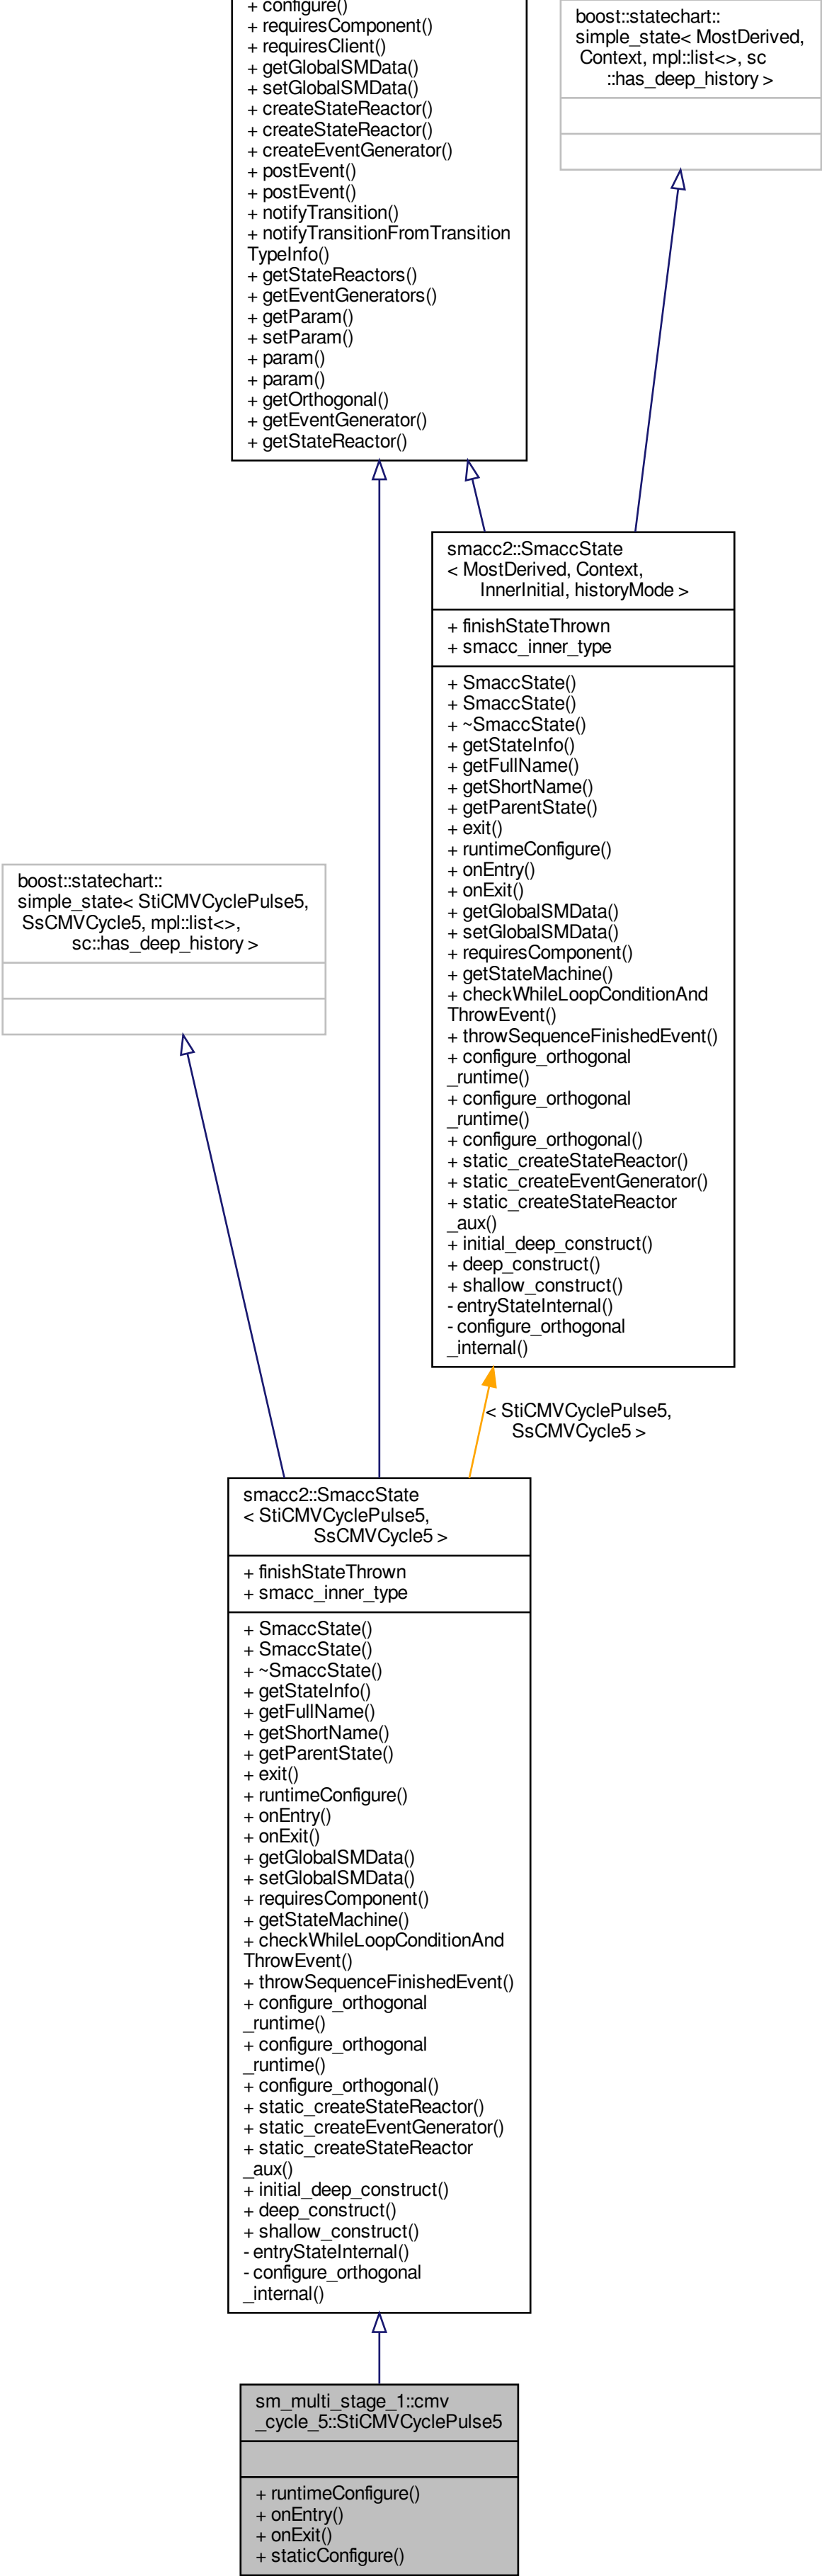 + configure()
+ requiresComponent()
+ requiresClient()
+ getGlobalSMData()
+ setGlobalSMData()
+ createStateReactor()
+ createStateReactor()
+ createEventGenerator()
+ postEvent()
+ postEvent()
+ notifyTransition()
+ notifyTransitionFromTransition
TypeInfo()
+ getStateReactors()
+ getEventGenerators()
+ getParam()
+ setParam()
+ param()
+ param()
+ getOrthogonal()
+ getEventGenerator()
+ getStateReactor()
boost::statechart::
simple_state< MostDerived,
Context, mpl::list<>, sc
::has_deep_history >
smacc2::SmaccState
< MostDerived, Context,
InnerInitial, historyMode >
+ finishStateThrown
+ smacc_inner_type
+ SmaccState()
+ SmaccState()
+ ~SmaccState()
+ getStateInfo()
+ getFullName()
+ getShortName()
+ getParentState()
+ exit()
+ runtimeConfigure()
+ onEntry()
+ onExit()
+ getGlobalSMData()
+ setGlobalSMData()
+ requiresComponent()
+ getStateMachine()
+ checkWhileLoopConditionAnd
ThrowEvent()
+ throwSequenceFinishedEvent()
+ configure_orthogonal
_runtime()
+ configure_orthogonal
_runtime()
+ configure_orthogonal()
+ static_createStateReactor()
+ static_createEventGenerator()
+ static_createStateReactor
_aux()
+ initial_deep_construct()
+ deep_construct()
+ shallow_construct()
- entryStateInternal()
- configure_orthogonal
_internal()
boost::statechart::
simple_state< StiCMVCyclePulse5,
SsCMVCycle5, mpl::list<>,
sc::has_deep_history >
< StiCMVCyclePulse5,
SsCMVCycle5 >
smacc2::SmaccState
< StiCMVCyclePulse5,
SsCMVCycle5 >
+ finishStateThrown
+ smacc_inner_type
+ SmaccState()
+ SmaccState()
+ ~SmaccState()
+ getStateInfo()
+ getFullName()
+ getShortName()
+ getParentState()
+ exit()
+ runtimeConfigure()
+ onEntry()
+ onExit()
+ getGlobalSMData()
+ setGlobalSMData()
+ requiresComponent()
+ getStateMachine()
+ checkWhileLoopConditionAnd
ThrowEvent()
+ throwSequenceFinishedEvent()
+ configure_orthogonal
_runtime()
+ configure_orthogonal
_runtime()
+ configure_orthogonal()
+ static_createStateReactor()
+ static_createEventGenerator()
+ static_createStateReactor
_aux()
+ initial_deep_construct()
+ deep_construct()
+ shallow_construct()
- entryStateInternal()
- configure_orthogonal
_internal()
sm_multi_stage_1::cmv
_cycle_5::StiCMVCyclePulse5
+ runtimeConfigure()
+ onEntry()
+ onExit()
+ staticConfigure()